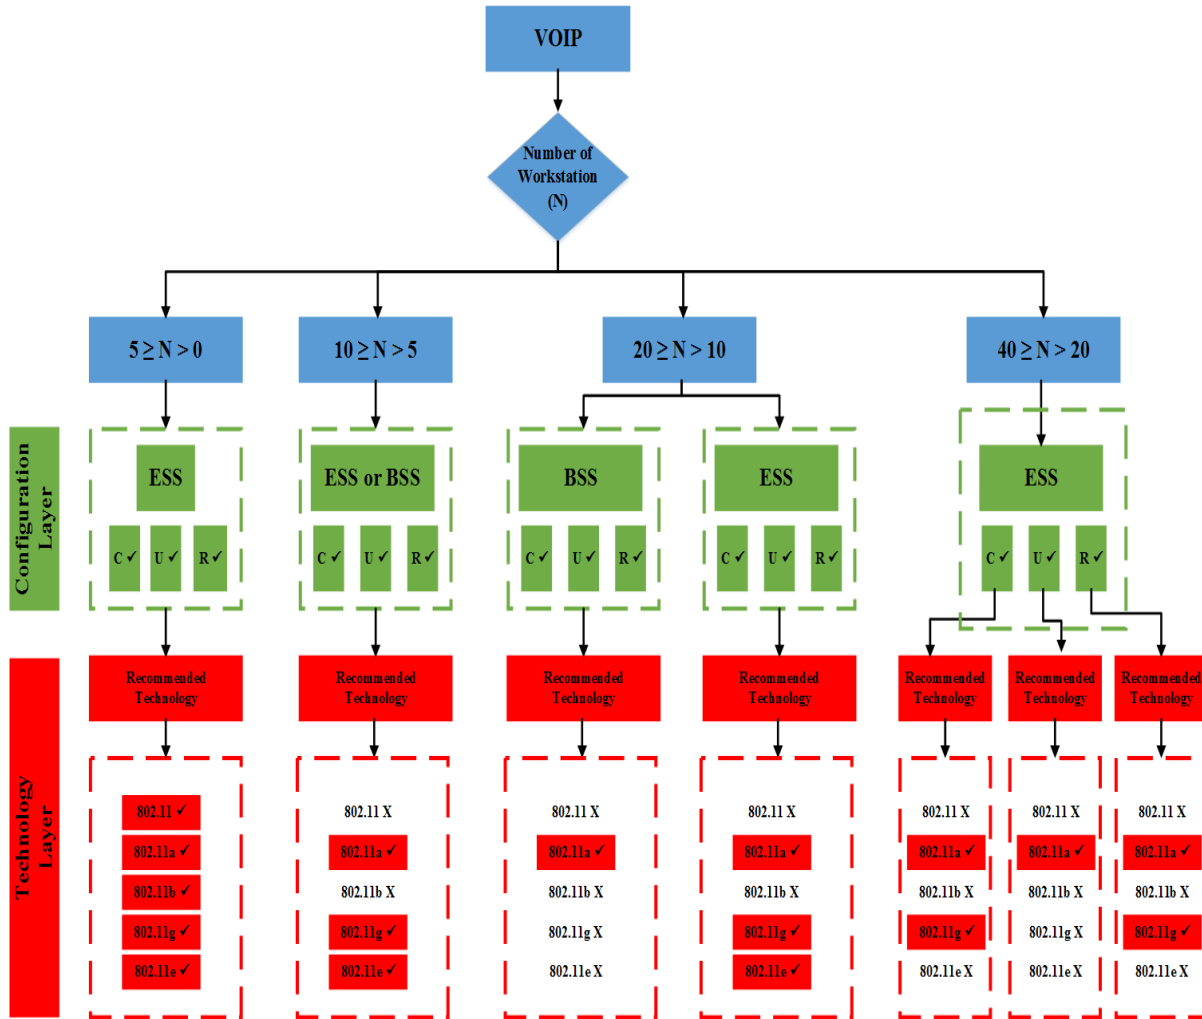 VOIP
Number of
Workstation
(N)
5 ≥ N > 0
10 ≥ N > 5
20 ≥ N > 10
40 ≥ N > 20
Configuration
Layer
ESS
C ✓
U ✓
R ✓
ESS or BSS
C ✓
U ✓
R ✓
BSS
C ✓
U ✓
R ✓
ESS
C ✓
U ✓
R ✓
ESS
C ✓
U ✓
R ✓
Technology
Layer
Recommended
Technology
802.11 ✓
802.11a ✓
802.11b ✓
802.11g ✓
802.11e ✓
Recommended
Technology
802.11 X
802.11a ✓
802.11b X
802.11g ✓
802.11e ✓
Recommended
Technology
802.11 X
802.11a ✓
802.11b X
802.11g X
802.11e X
Recommended
Technology
802.11 X
802.11a ✓
802.11b X
802.11g ✓
802.11e ✓
Recommended
Technology
802.11 X
802.11a ✓
802.11b X
802.11g ✓
802.11e X
Recommended
Technology
802.11 X
802.11a ✓
802.11b X
802.11g X
802.11e X
Recommended
Technology
802.11 X
802.11a ✓
802.11b X
802.11g ✓
802.11e X